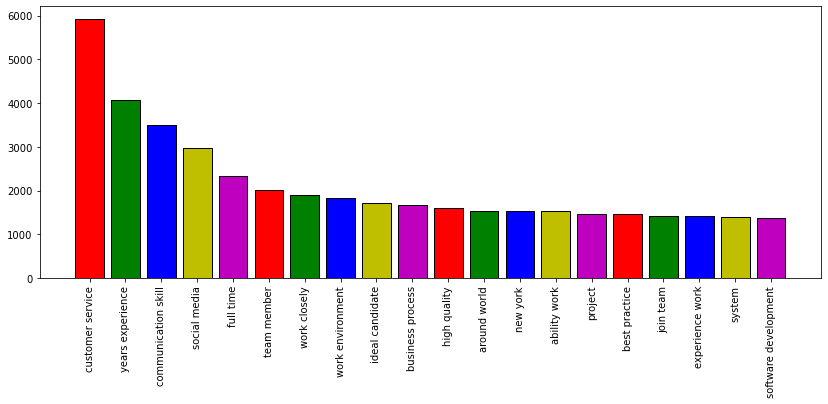 6000
5000
4000
3000
2000
1000
0
customer service
years experience
communication skill
social media
full time
team member
work closely
work environment
ideal candidate
business process
high quality
around world
new york
ability work
project
best practice
join team
experience work
system
software development